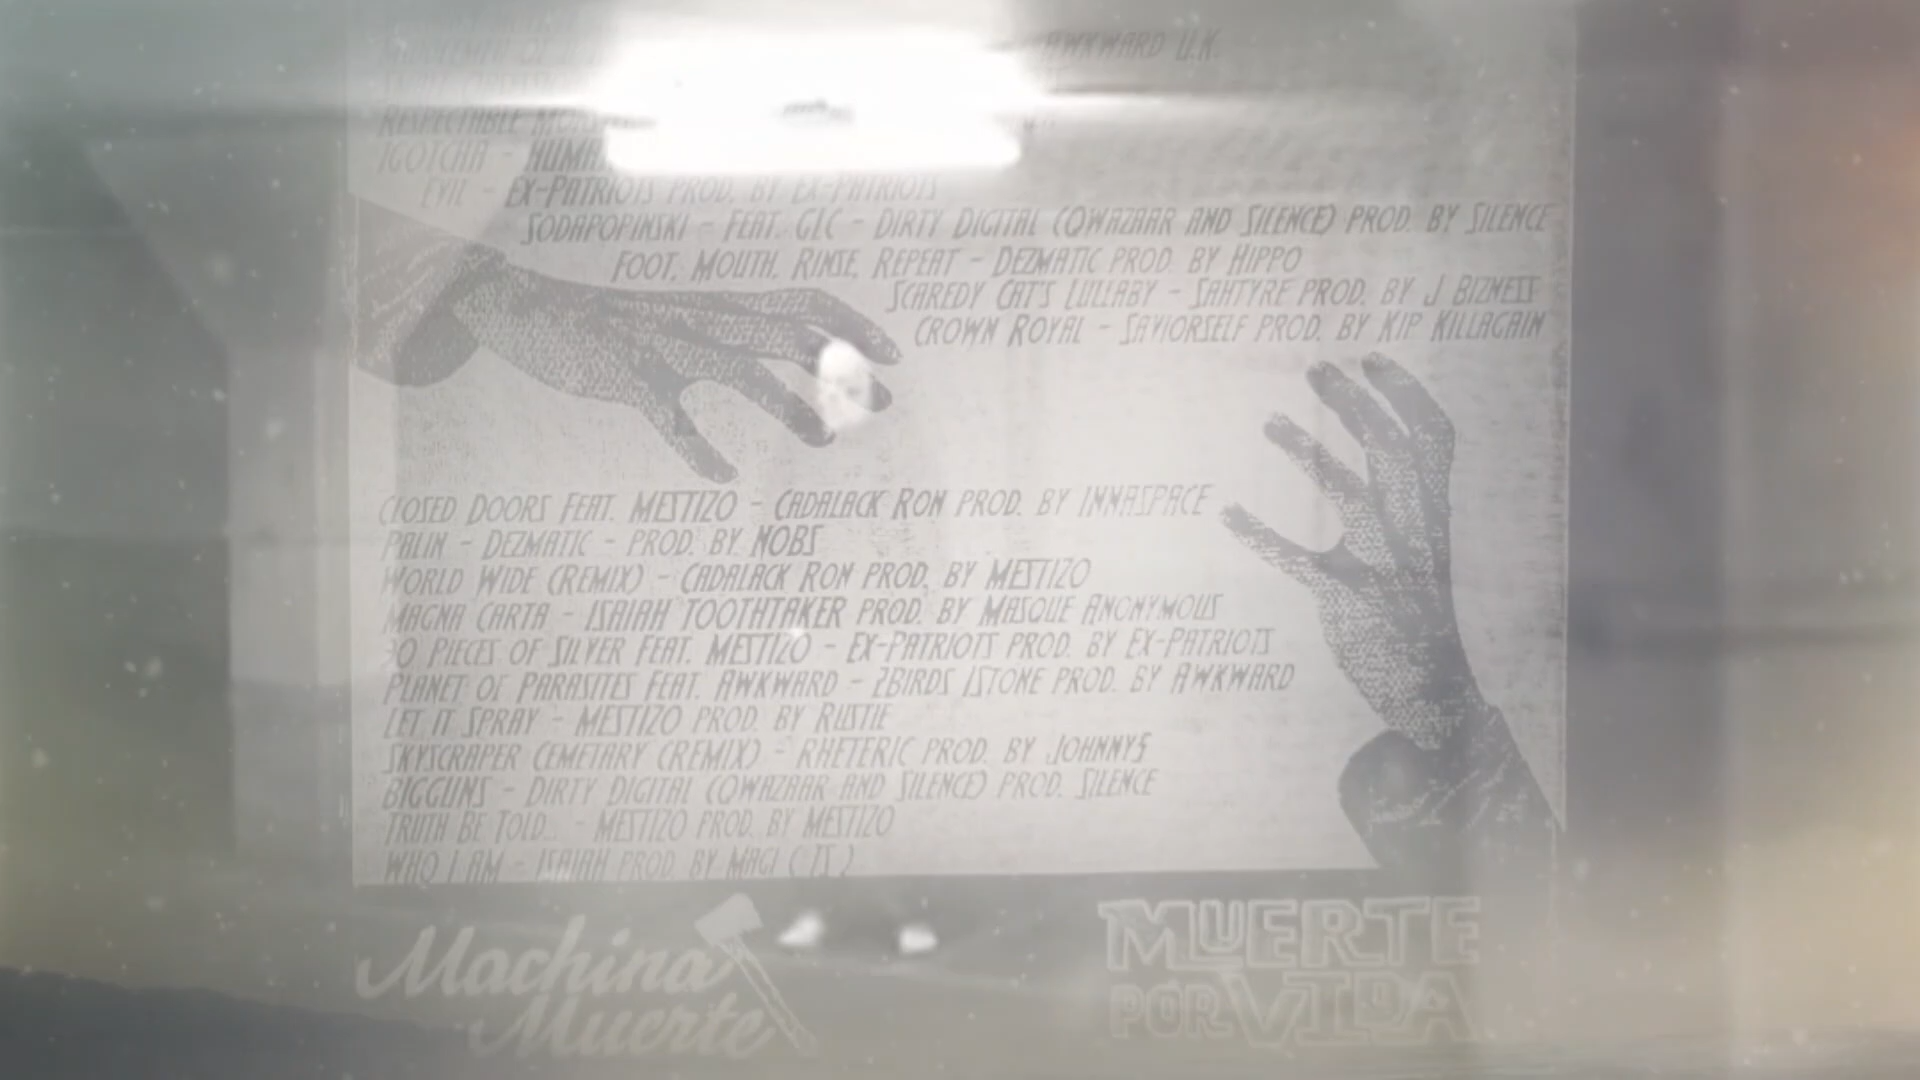 AWKWARD U.K.
RESPECTABLE
IGOTCHA -
EVIL - EX-PATRIOTS PROD. BY EX-PATRIOTS
SODAPOPINSKI - FEAT. GLC - DIRTY DIGITAL (QWAZAAR AND SILENCE) PROD. BY SILENCE
FOOT, MOUTH, RINSE, REPEAT - DEZMATIC PROD. BY HIPPO
SCAREDY CAT'S LULLABY - SAHTYRE PROD. BY J BIZNESS
CROWN ROYAL - SAVIORSELF PROD. BY KIP KILLAGAIN
CLOSED DOORS FEAT. MESTIZO - CADALACK RON PROD. BY INNASPACE
PALIN - DEZMATIC - PROD. BY NOBS
WORLD WIDE (REMIX) - CADALACK RON PROD. BY MESTIZO
MAGNA CARTA - ISAIAH TOOTHTAKER PROD. BY MASQUE ANONYMOUS
30 PIECES OF SILVER FEAT. MESTIZO - EX-PATRIOTS PROD. BY EX-PATRIOTS
PLANET OF PARASITES FEAT. AWKWARD - 2BIRDS 1STONE PROD. BY AWKWARD
LET IT SPRAY - MESTIZO PROD. BY RUSTIE
SKYSCRAPER CEMETARY (REMIX) - RHETERIC PROD. BY JOHNNY5
BIGGUNS - DIRTY DIGITAL (QWAZAAR AND SILENCE) PROD. SILENCE
TRUTH BE TOLD... - MESTIZO PROD. BY MESTIZO
WHO I AM - ISAIAH PROD. BY MAGI (TS)
Machina
Muerte
MUERTE
POR VIDA